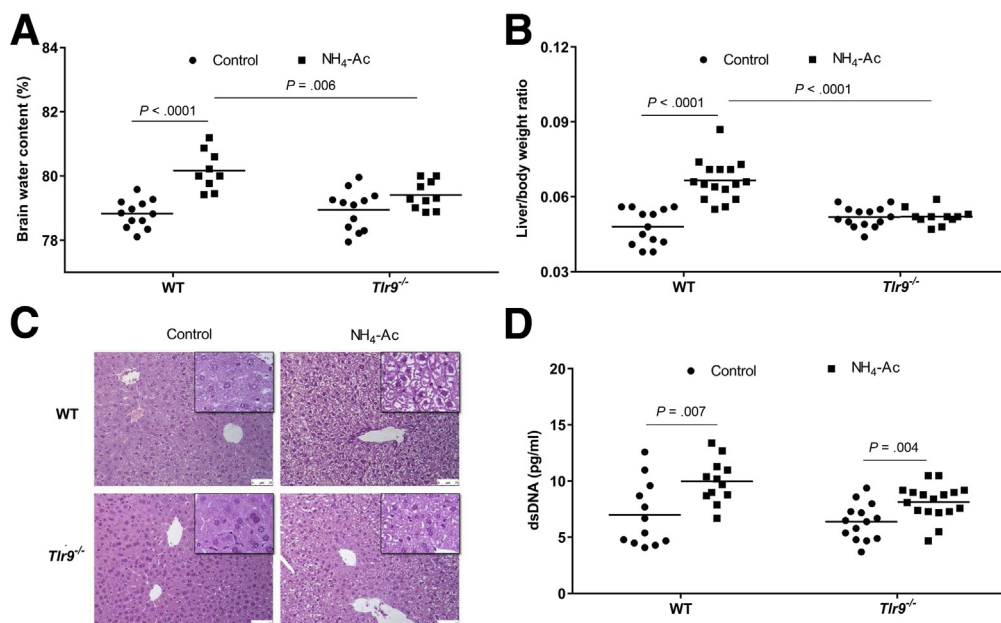 A
Brain water content (%)
84
82
80
78
Control
NH₄-Ac
P < .0001
P = .006
WT
Tlr9⁻/⁻
B
Liver/body weight ratio
0.12
0.09
0.06
0.03
Control
NH₄-Ac
P < .0001
P < .0001
WT
Tlr9⁻/⁻
C
Control
NH₄-Ac
WT
Tlr9⁻/⁻
D
dsDNA (pg/ml)
20
15
10
5
0
Control
NH₄-Ac
P = .007
P = .004
WT
Tlr9⁻/⁻